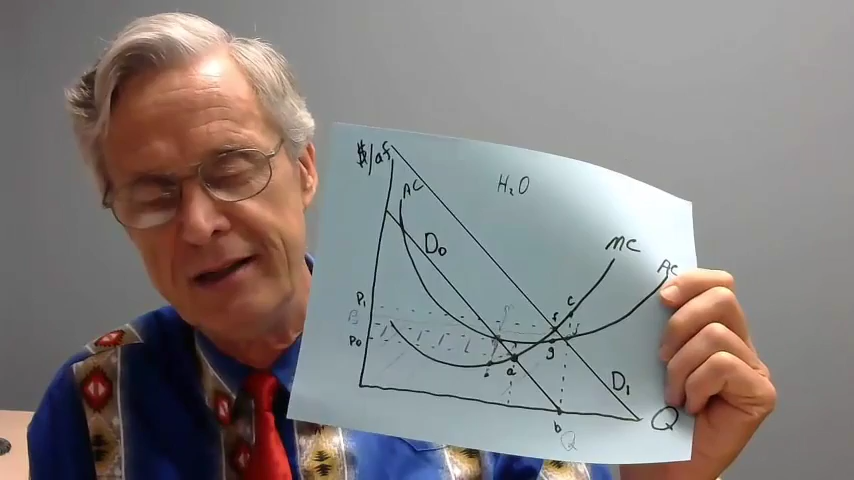 $/af
H₂O
AC
D₀
MC
AC
P₁
B
P₀
c
f
g
a
b
D₁
Q
Q